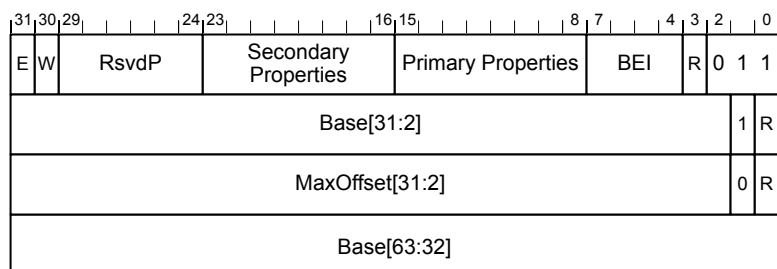 31 30 29 24 23 16 15 8 7 4 3 2 0
E W RsvdP Secondary Properties Primary Properties BEI R 0 1 1
Base[31:2] 1 R
MaxOffset[31:2] 0 R
Base[63:32]